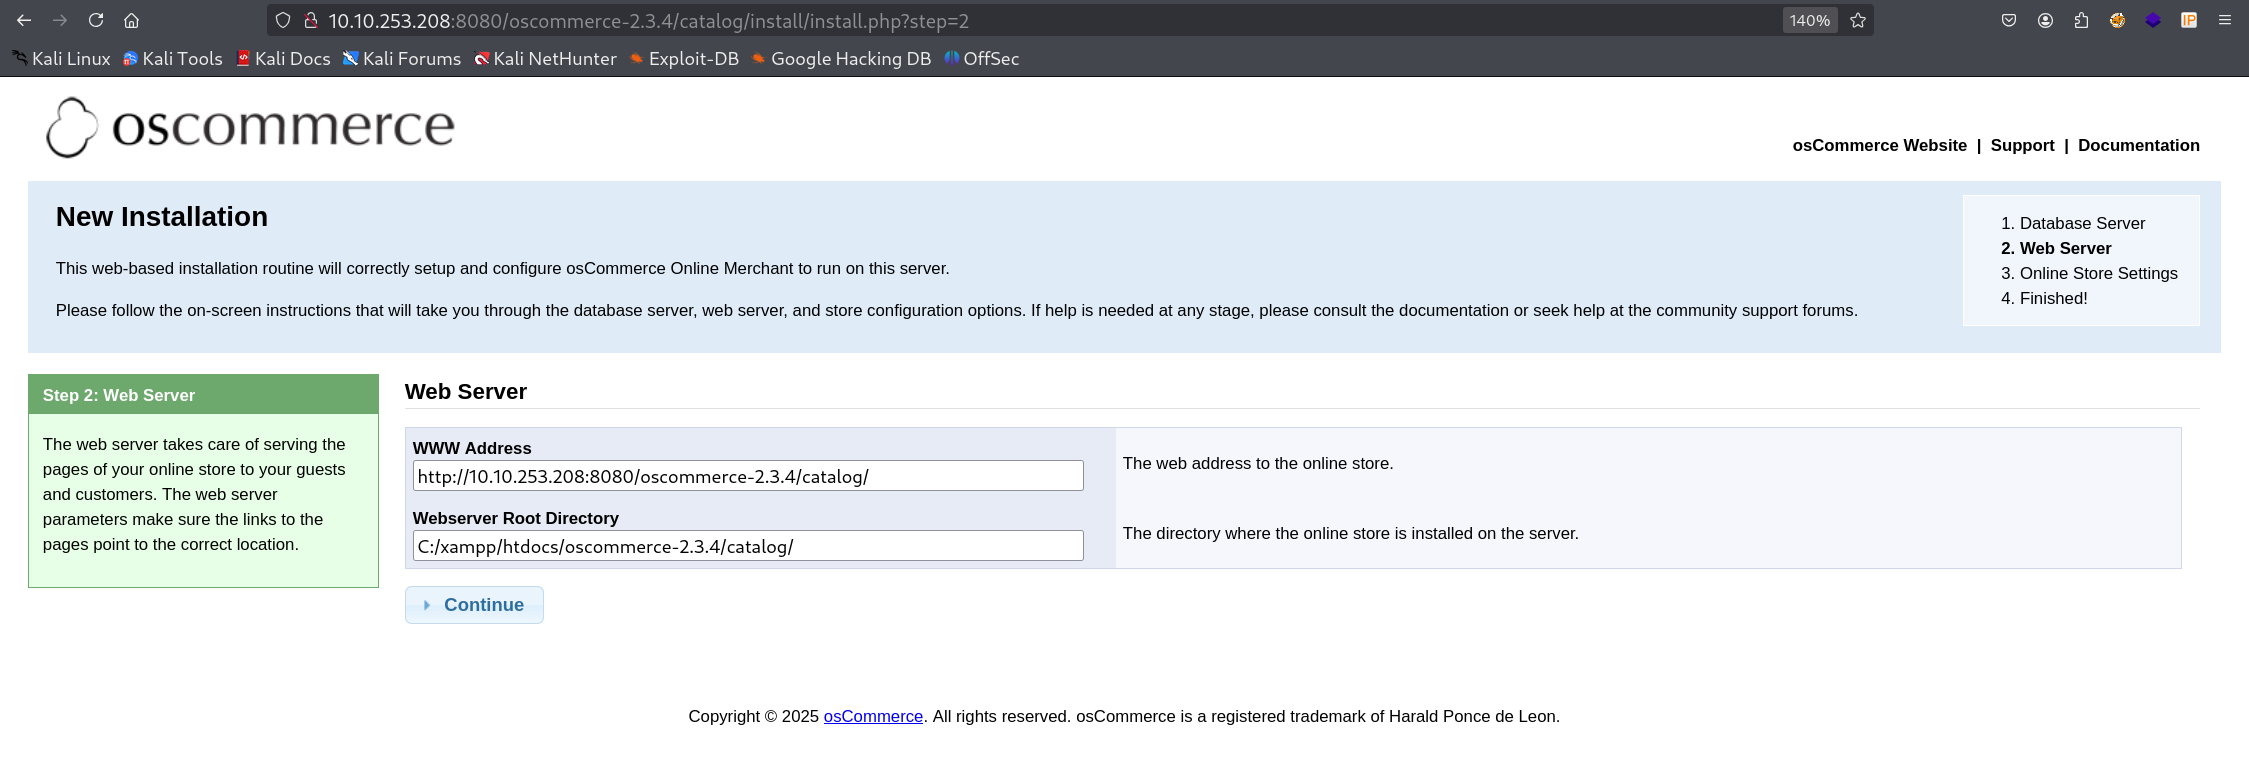 10.10.253.208:8080/oscommerce-2.3.4/catalog/install/install.php?step=2 140% IP
Kali Linux Kali Tools Kali Docs Kali Forums Kali NetHunter Exploit-DB Google Hacking DB OffSec
oscommerce
osCommerce Website | Support | Documentation
New Installation
This web-based installation routine will correctly setup and configure osCommerce Online Merchant to run on this server.
Please follow the on-screen instructions that will take you through the database server, web server, and store configuration options. If help is needed at any stage, please consult the documentation or seek help at the community support forums.
1. Database Server
2. Web Server
3. Online Store Settings
4. Finished!
Step 2: Web Server
The web server takes care of serving the
pages of your online store to your guests
and customers. The web server
parameters make sure the links to the
pages point to the correct location.
Web Server
WWW Address
http://10.10.253.208:8080/oscommerce-2.3.4/catalog/
The web address to the online store.
Webserver Root Directory
C:/xampp/htdocs/oscommerce-2.3.4/catalog/
The directory where the online store is installed on the server.
Continue
Copyright © 2025 osCommerce. All rights reserved. osCommerce is a registered trademark of Harald Ponce de Leon.